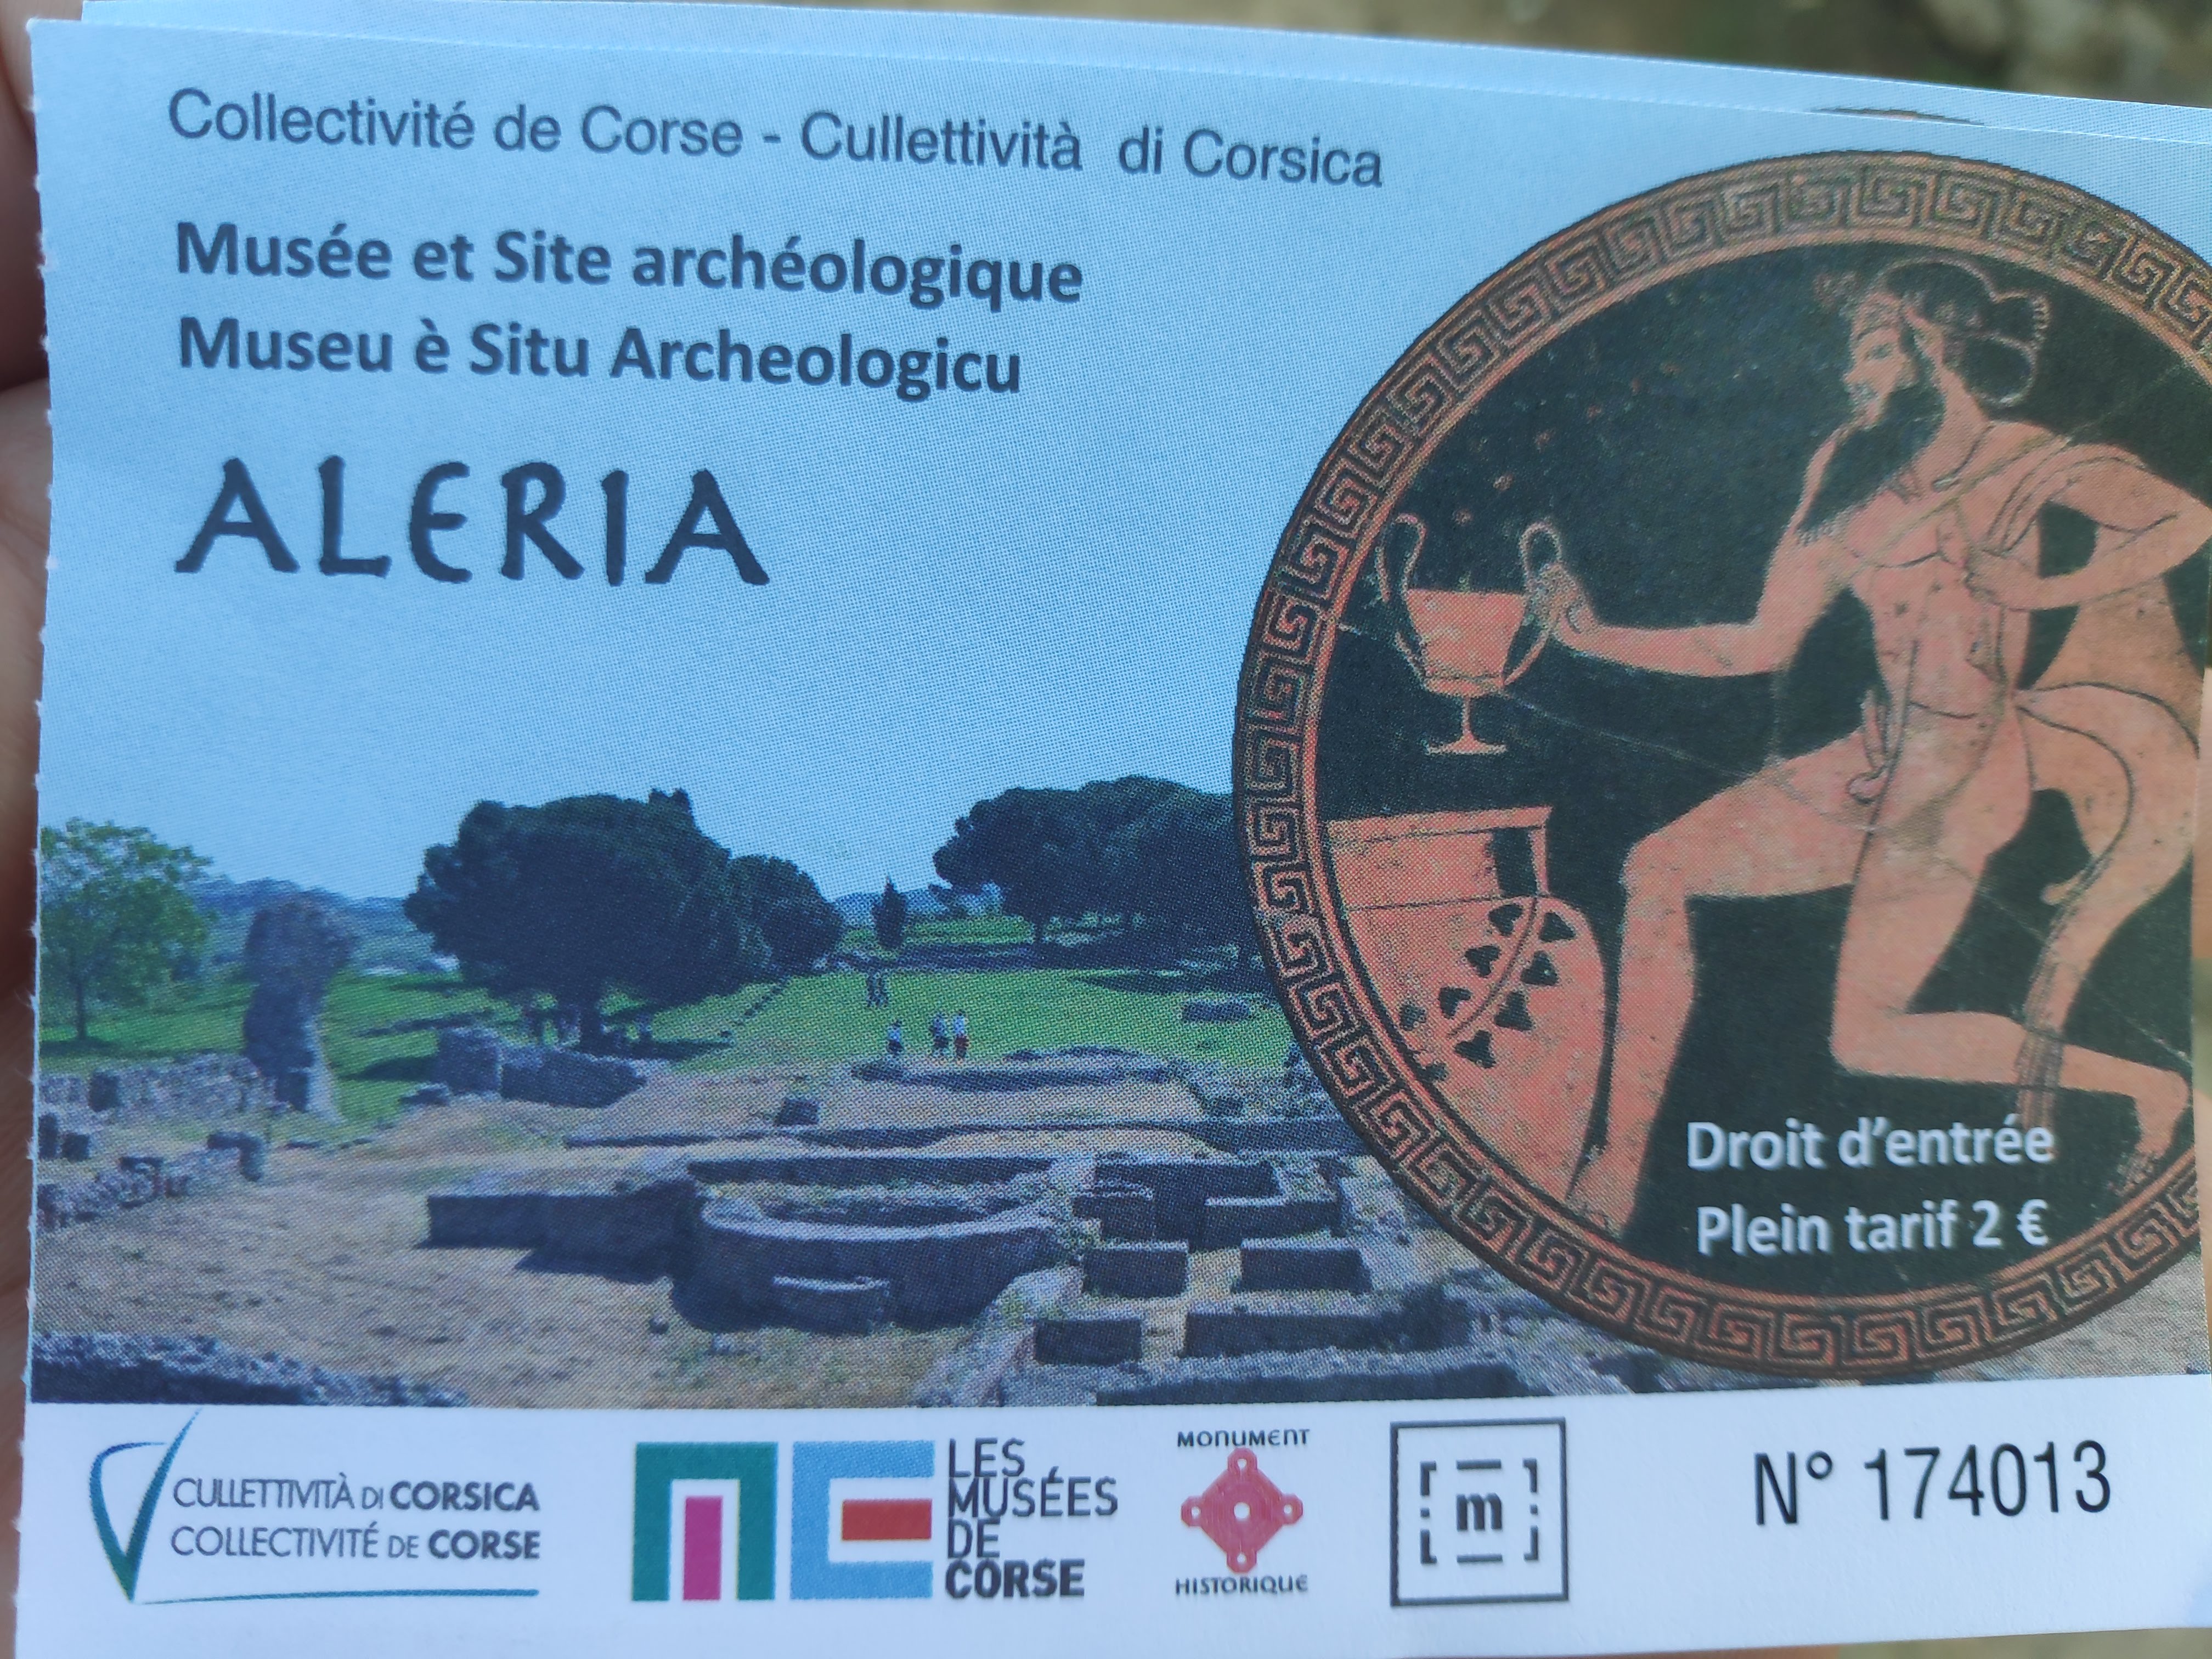 Collectivité de Corse - Cullettività di Corsica
Musée et Site archéologique
Museu è Situ Archeologicu
ALERIA
Droit d'entrée
Plein tarif 2 €
CULLETTIVITÀ DI CORSICA
COLLECTIVITÉ DE CORSE
LES
MUSÉES
DE
CORSE
MONUMENT
HISTORIQUE
m
N° 174013